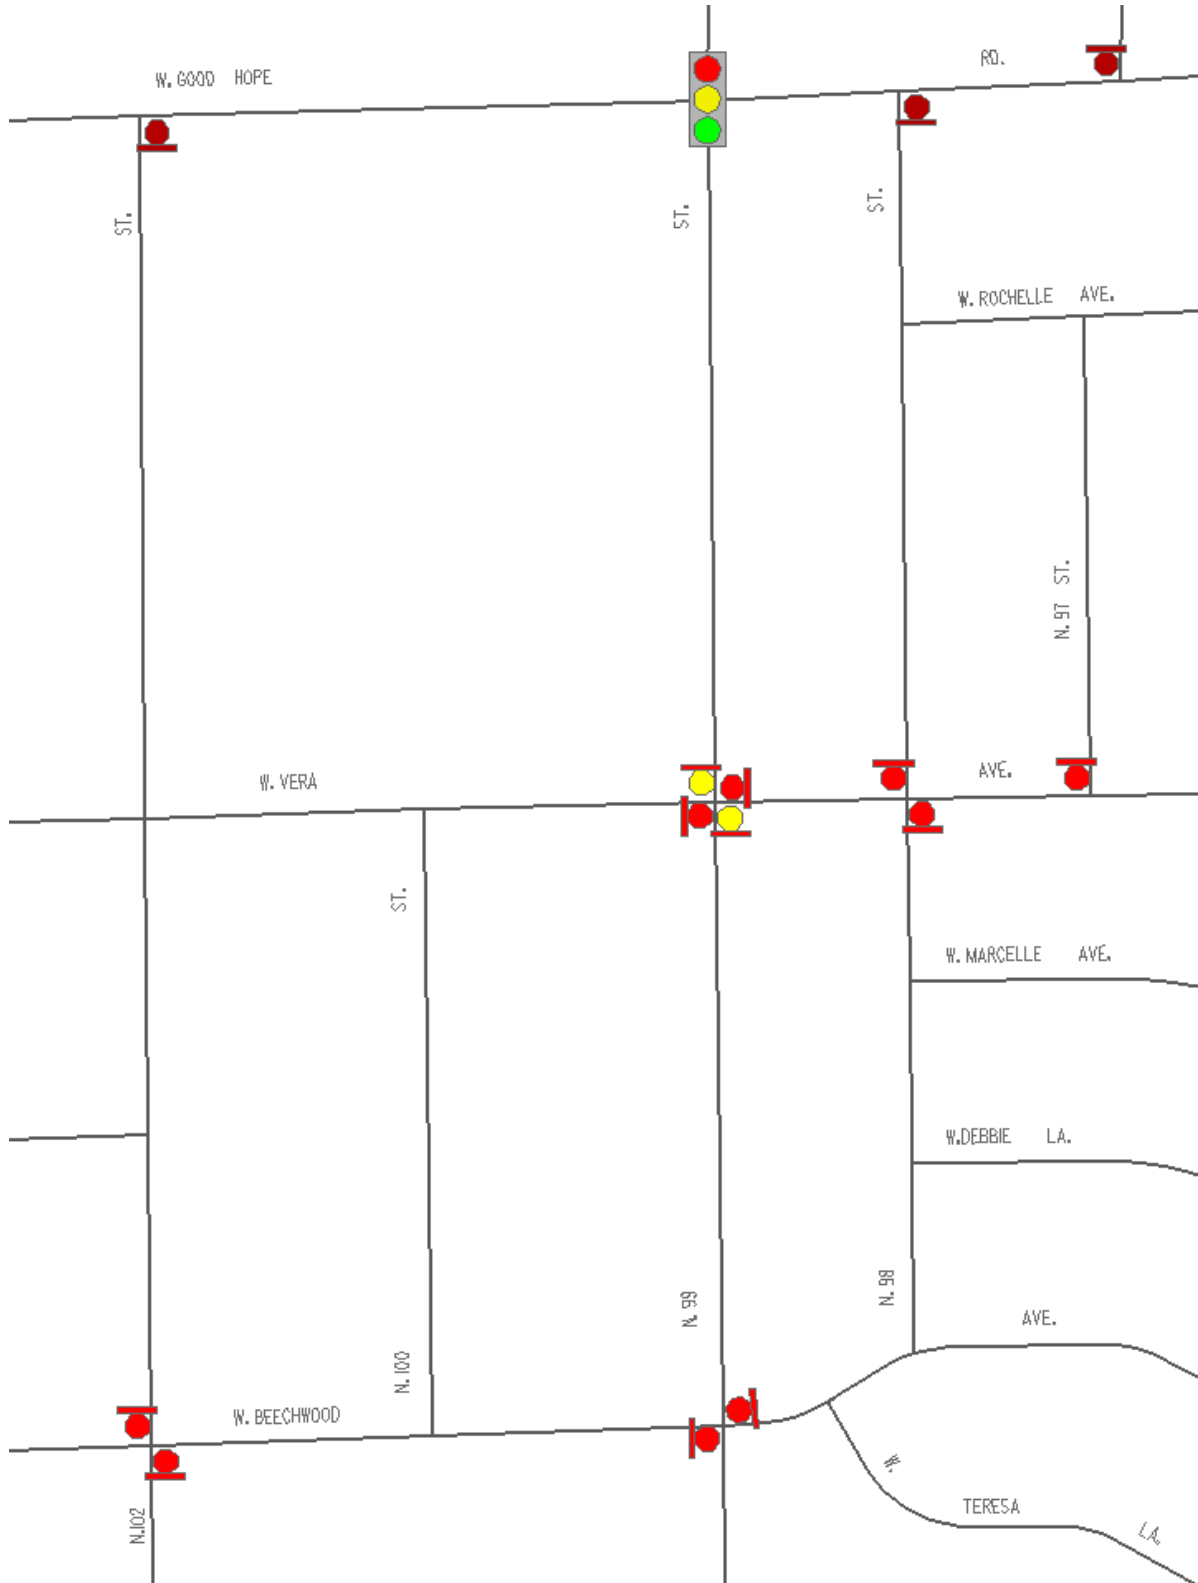 W. GOOD HOPE RD.
ST.
ST.
ST.
W. ROCHELLE AVE.
N. 97 ST.
W. VERA AVE.
ST.
W. MARCELLE AVE.
W. DEBBIE LA.
N. 98
N. 99
AVE.
N. 100
W. BEECHWOOD
W.
TERESA
LA.
N. 102